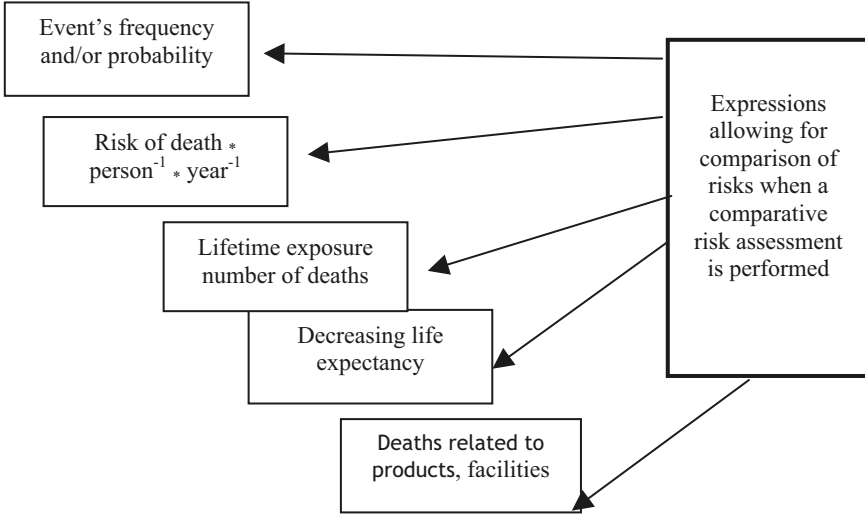 Event's frequency
and/or probability
Risk of death *
person⁻¹ * year⁻¹
Lifetime exposure
number of deaths
Decreasing life
expectancy
Deaths related to
products, facilities
Expressions
allowing for
comparison of
risks when a
comparative
risk assessment
is performed